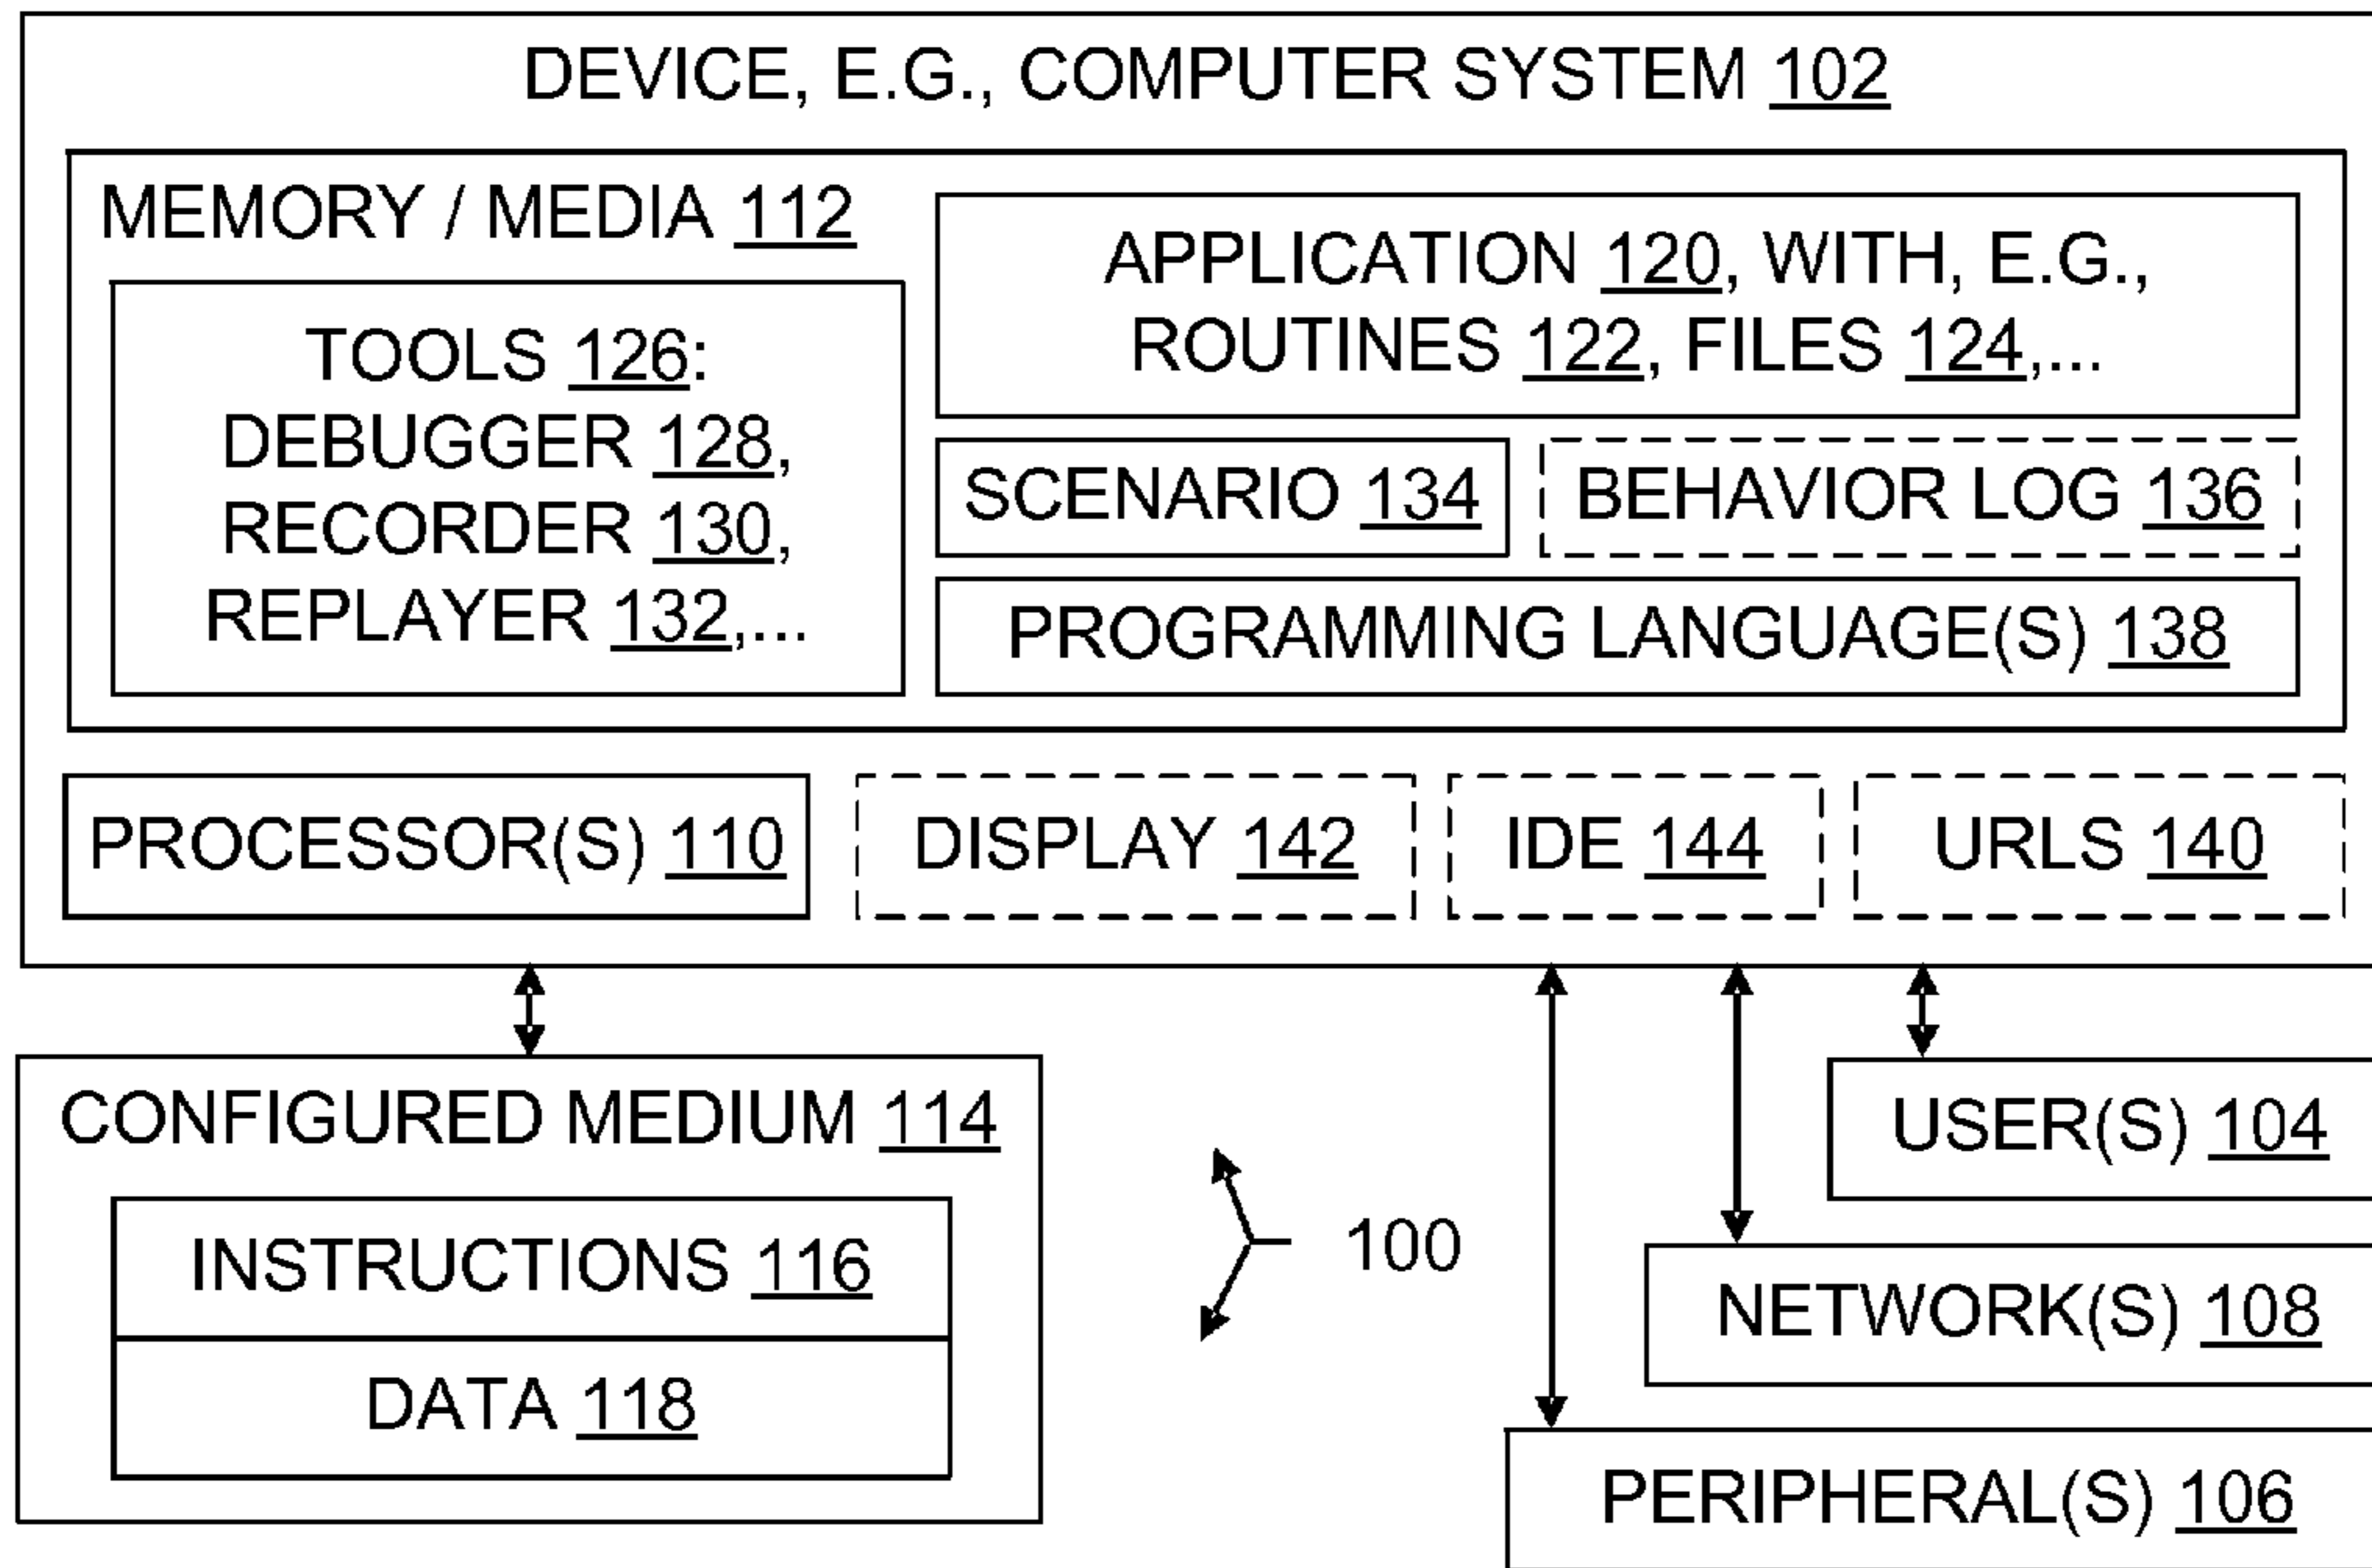 DEVICE, E.G., COMPUTER SYSTEM 102
MEMORY / MEDIA 112
TOOLS 126:
DEBUGGER 128,
RECORDER 130,
REPLAYER 132,...
APPLICATION 120, WITH, E.G.,
ROUTINES 122, FILES 124,...
SCENARIO 134
BEHAVIOR LOG 136
PROGRAMMING LANGUAGE(S) 138
PROCESSOR(S) 110
DISPLAY 142
IDE 144
URLS 140
CONFIGURED MEDIUM 114
INSTRUCTIONS 116
DATA 118
100
USER(S) 104
NETWORK(S) 108
PERIPHERAL(S) 106